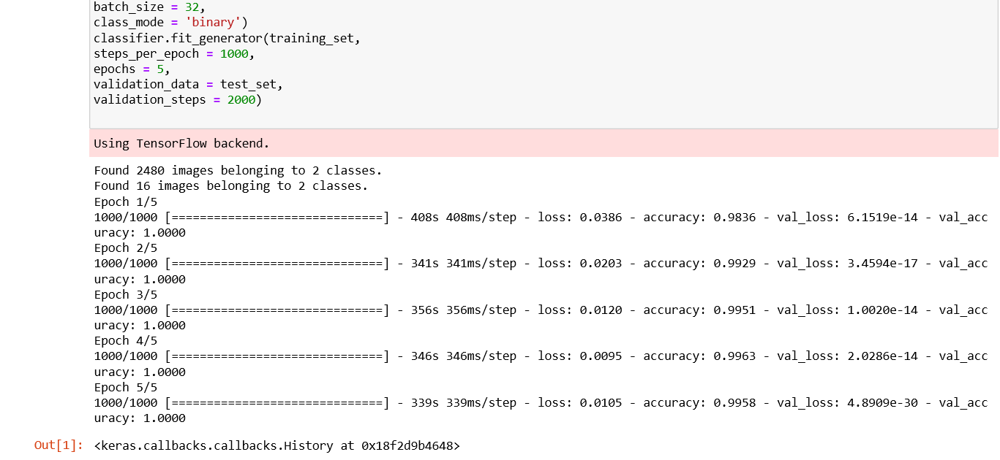 batch_size = 32,
class_mode = 'binary')
classifier.fit_generator(training_set,
steps_per_epoch = 1000,
epochs = 5,
validation_data = test_set,
validation_steps = 2000)
Using TensorFlow backend.
Found 2480 images belonging to 2 classes.
Found 16 images belonging to 2 classes.
Epoch 1/5
1000/1000 [==============================] - 408s 408ms/step - loss: 0.0386 - accuracy: 0.9836 - val_loss: 6.1519e-14 - val_acc
uracy: 1.0000
Epoch 2/5
1000/1000 [==============================] - 341s 341ms/step - loss: 0.0203 - accuracy: 0.9929 - val_loss: 3.4594e-17 - val_acc
uracy: 1.0000
Epoch 3/5
1000/1000 [==============================] - 356s 356ms/step - loss: 0.0120 - accuracy: 0.9951 - val_loss: 1.0020e-14 - val_acc
uracy: 1.0000
Epoch 4/5
1000/1000 [==============================] - 346s 346ms/step - loss: 0.0095 - accuracy: 0.9963 - val_loss: 2.0286e-14 - val_acc
uracy: 1.0000
Epoch 5/5
1000/1000 [==============================] - 339s 339ms/step - loss: 0.0105 - accuracy: 0.9958 - val_loss: 4.8909e-30 - val_acc
uracy: 1.0000
Out[1]: <keras.callbacks.callbacks.History at 0x18f2d9b4648>